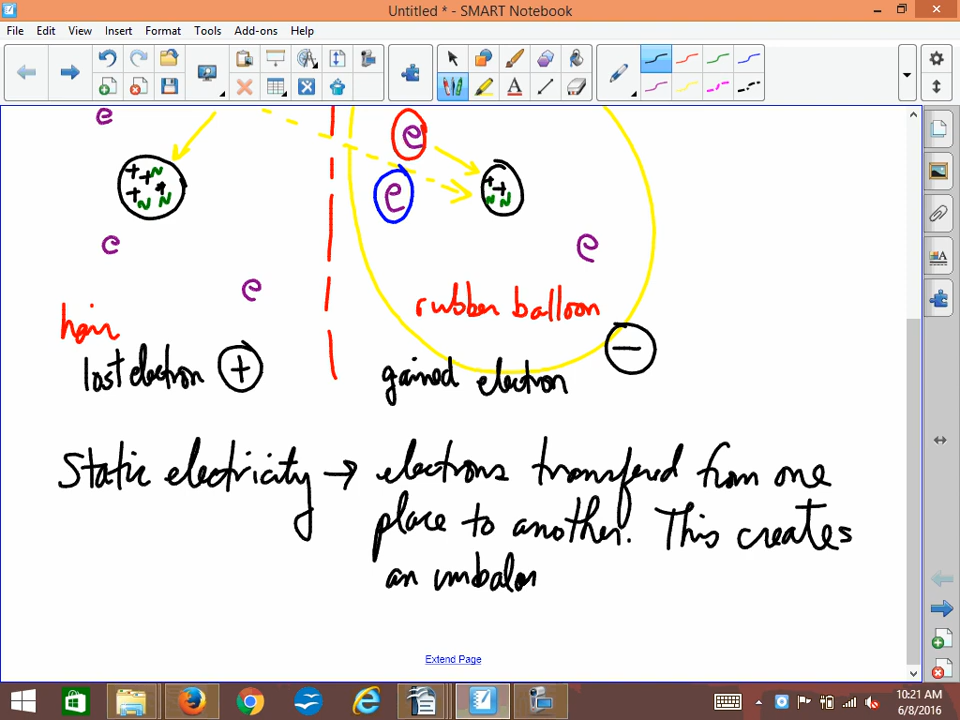 Untitled * - SMART Notebook
File Edit View Insert Format Tools Add-ons Help
e
e
+ + N
+ +
N N
e
+ +
N N
e
e
e
rubber balloon
hair
lost electron +
gained electron −
Static electricity → electrons transfered from one
place to another. This creates
an imbalan
Extend Page
10:21 AM
6/8/2016